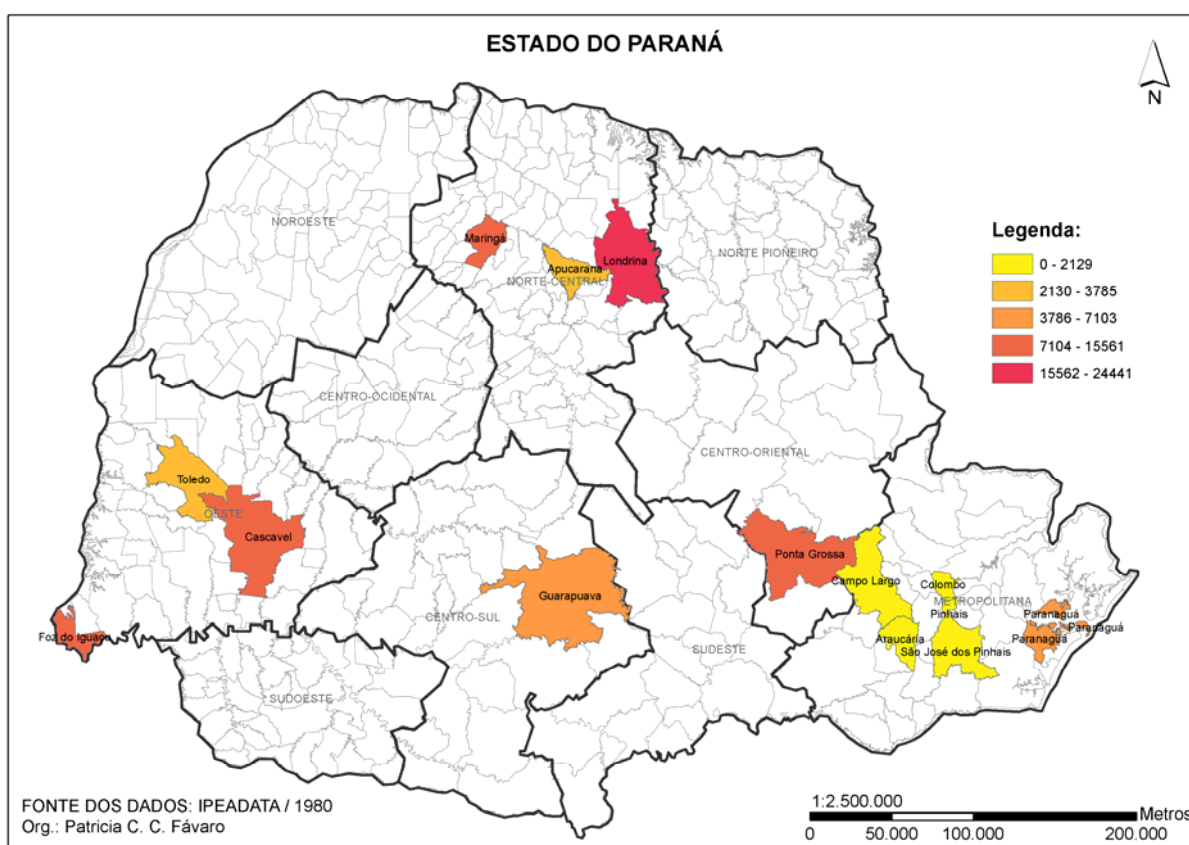 ESTADO DO PARANÁ
N
NOROESTE
Maringá
Apucarana
Londrina
NORTE-CENTRAL
NORTE PIONEIRO
Legenda:
0 - 2129
2130 - 3785
3786 - 7103
7104 - 15561
15562 - 24441
CENTRO-OCIDENTAL
CENTRO-ORIENTAL
Toledo
OESTE
Cascavel
Ponta Grossa
Campo Largo
Colombo
METROPOLITANA
Pinhais
Paranaguá
Paranaguá
Paranaguá
Guarapuava
CENTRO-SUL
Foz do Iguaçu
Araucária
São José dos Pinhais
SUDESTE
SUDOESTE
FONTE DOS DADOS: IPEADATA / 1980
Org.: Patricia C. C. Fávaro
1:2.500.000
Metros
0 50.000 100.000 200.000